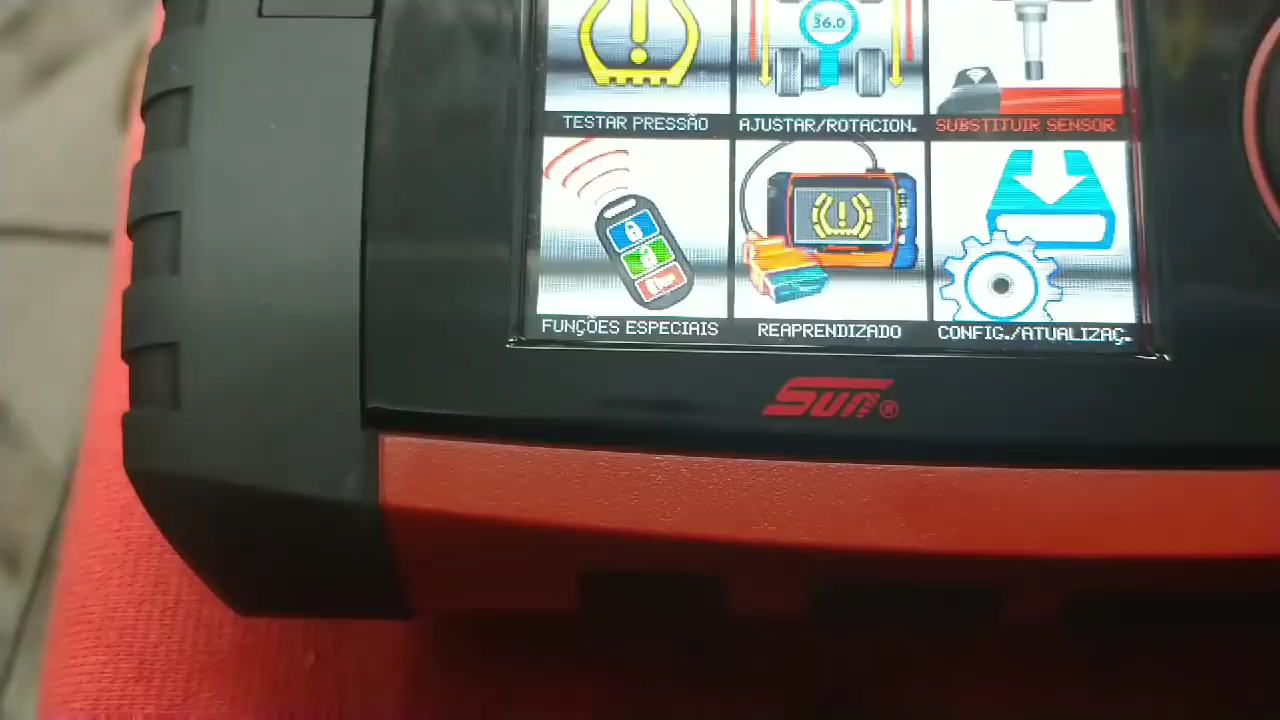 36.0
TESTAR PRESSÃO
AJUSTAR/ROTACION.
SUBSTITUIR SENSOR
FUNÇÕES ESPECIAIS
REAPRENDIZADO
CONFIG./ATUALIZAÇ.
Sun®